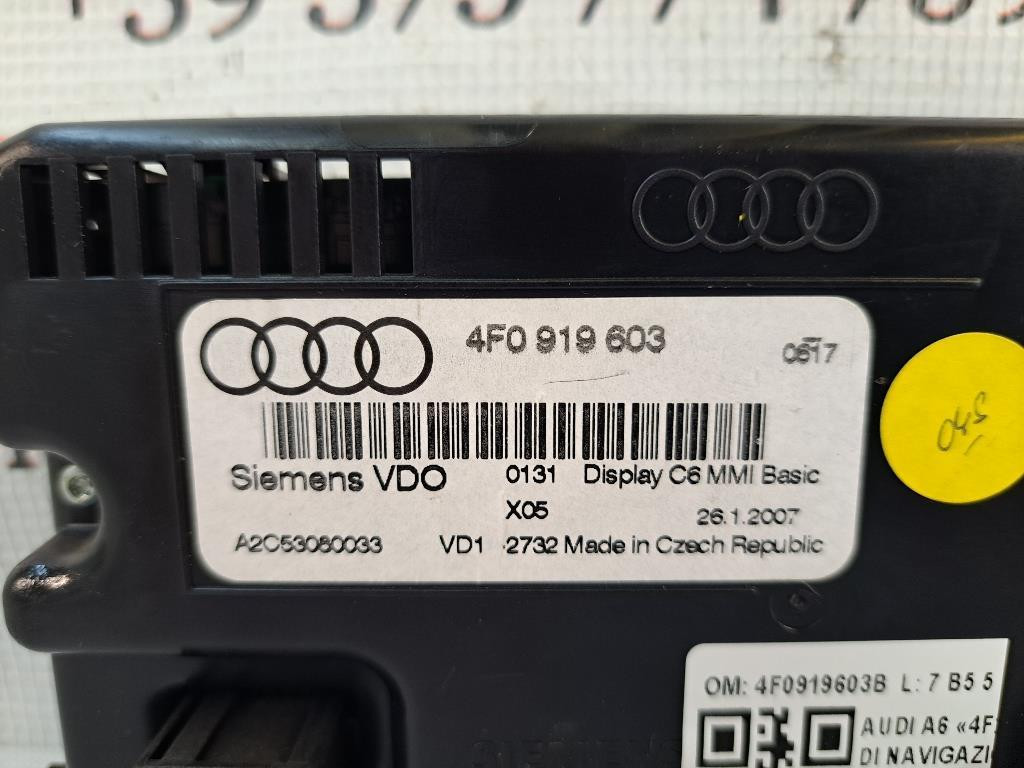 4F0 919 603
0617
Siemens VDO 0131 Display C6 MMI Basic
X05 26.1.2007
A2C53080033 VD1 2732 Made in Czech Republic
OM: 4F0919603B L: 7 B5 5
AUDI A6 «4F
DI NAVIGAZI